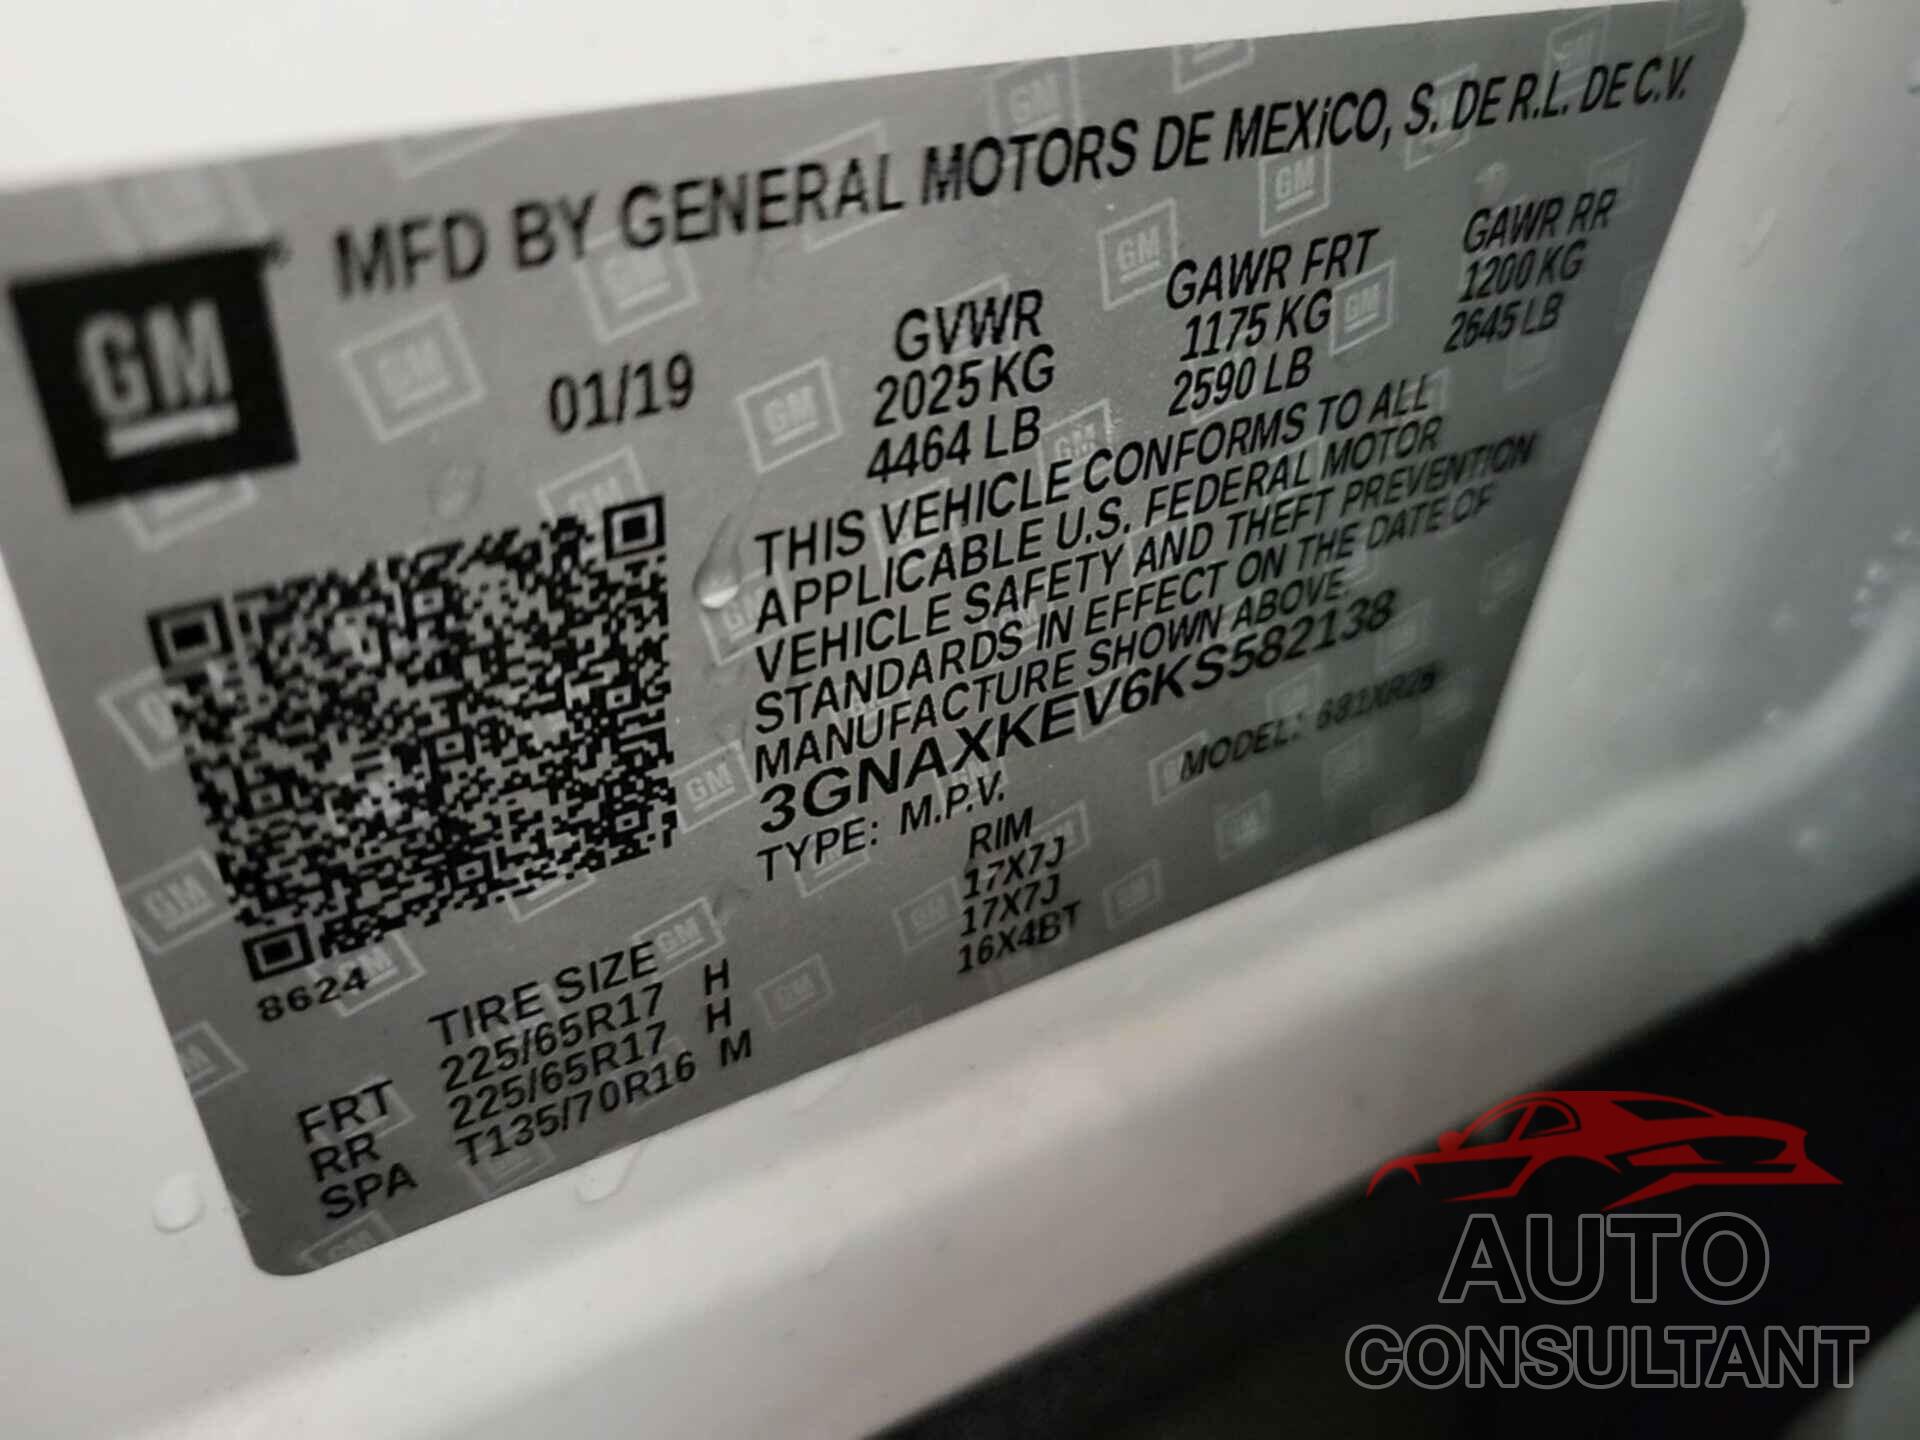 MFD BY GENERAL MOTORS DE MEXiCO, S. DE R.L. DE C.V.
GM
01/19
GVWR
2025 KG
4464 LB
GAWR FRT
1175 KG
2590 LB
GAWR RR
1200 KG
2645 LB
THIS VEHICLE CONFORMS TO ALL
APPLICABLE U.S. FEDERAL MOTOR
VEHICLE SAFETY AND THEFT PREVENTION
STANDARDS IN EFFECT ON THE DATE OF
MANUFACTURE SHOWN ABOVE.
3GNAXKEV6KS582138
TYPE: M.P.V. MODEL:
8624
TIRE SIZE RIM
FRT 225/65R17 H 17X7J
RR 225/65R17 H 17X7J
SPA T135/70R16 M 16X4BT
AUTO
CONSULTANT